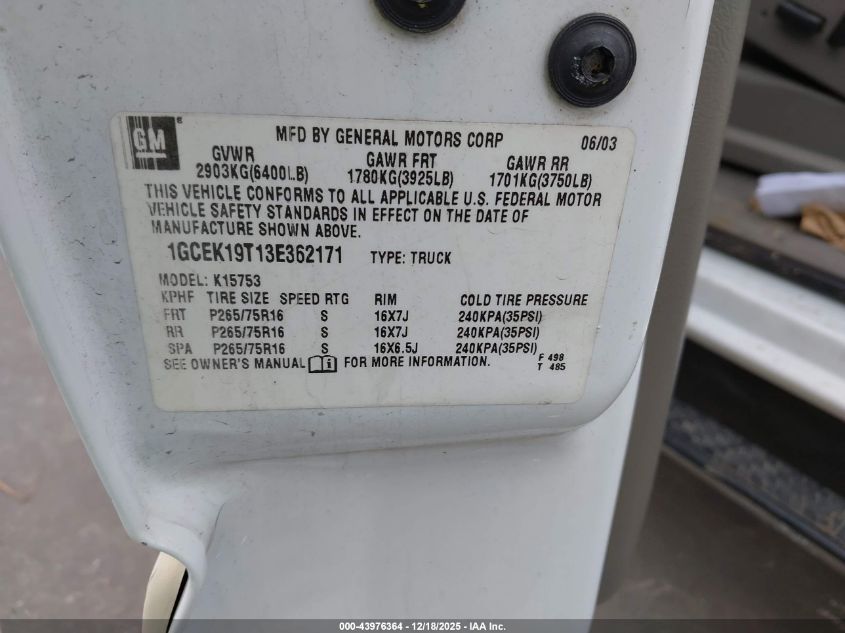 GM ®
MFD BY GENERAL MOTORS CORP 06/03
GVWR GAWR FRT GAWR RR
2903KG(6400LB) 1780KG(3925LB) 1701KG(3750LB)
THIS VEHICLE CONFORMS TO ALL APPLICABLE U.S. FEDERAL MOTOR
VEHICLE SAFETY STANDARDS IN EFFECT ON THE DATE OF
MANUFACTURE SHOWN ABOVE.
1GCEK19T13E362171 TYPE: TRUCK
MODEL: K15753
KPHF TIRE SIZE SPEED RTG RIM COLD TIRE PRESSURE
FRT P265/75R16 S 16X7J 240KPA(35PSI)
RR P265/75R16 S 16X7J 240KPA(35PSI)
SPA P265/75R16 S 16X6.5J 240KPA(35PSI)
SEE OWNER'S MANUAL i FOR MORE INFORMATION. F 498
T 485
000-43976364 | 12/18/2025 - IAA Inc.